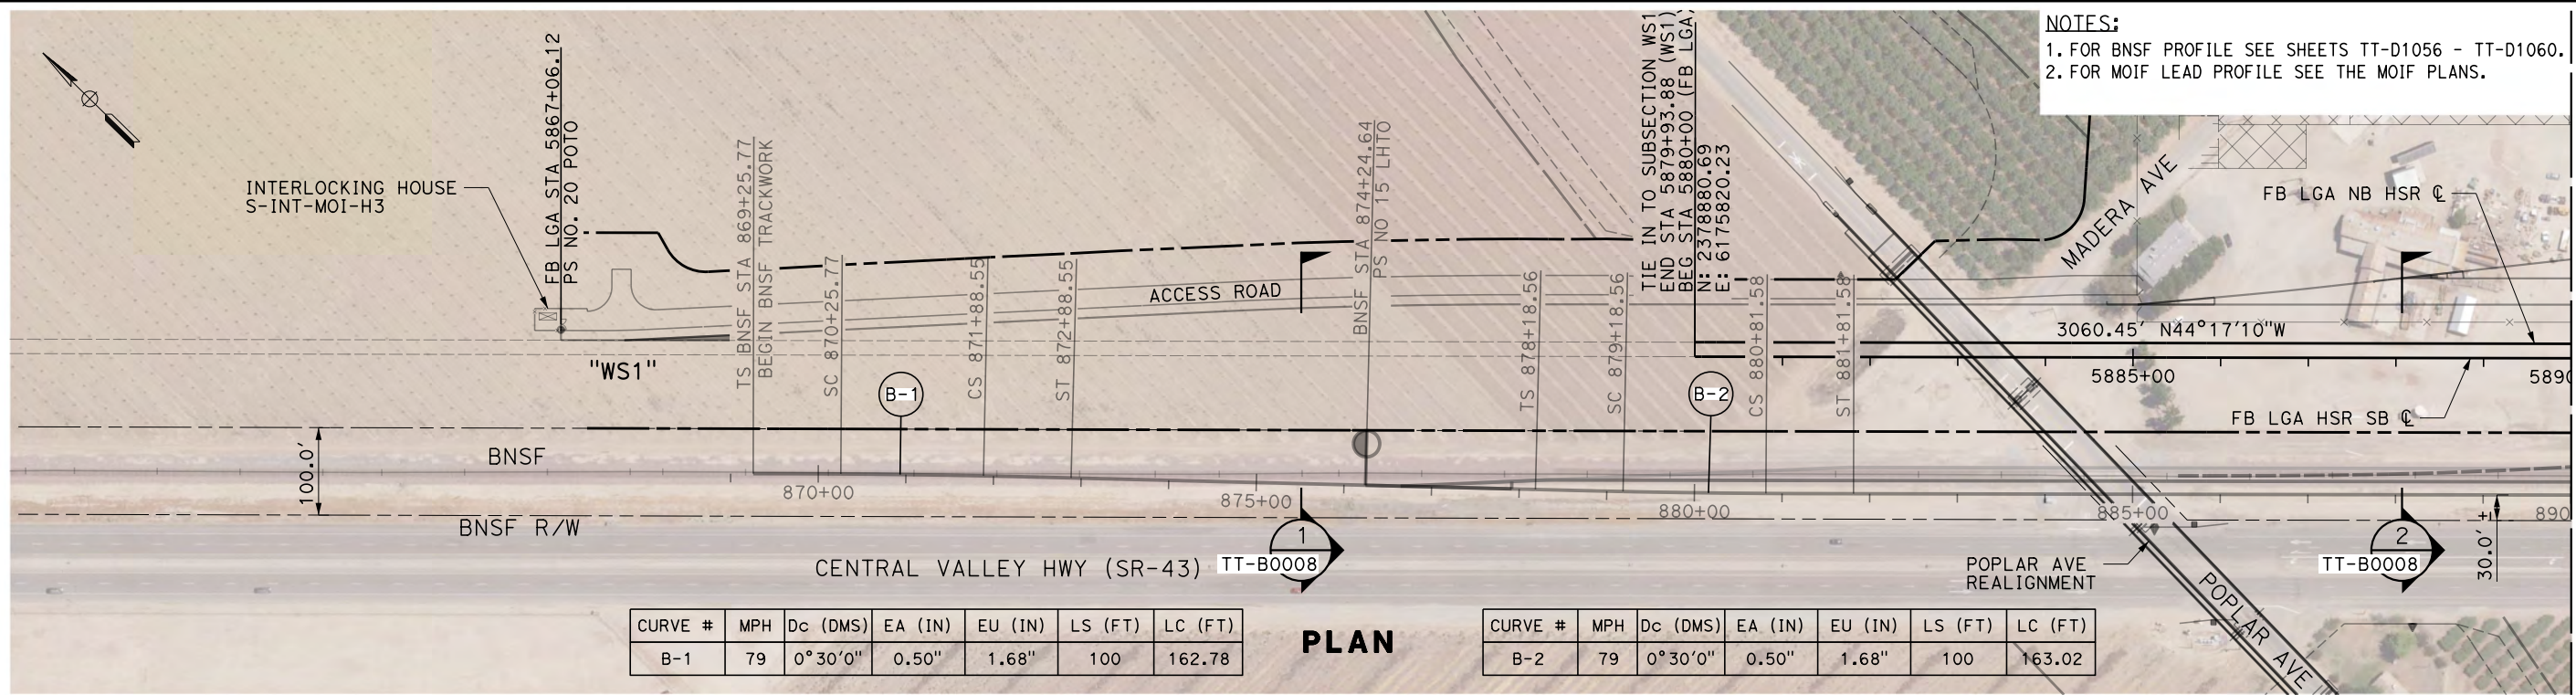 NOTES:
1. FOR BNSF PROFILE SEE SHEETS TT-D1056 - TT-D1060.
2. FOR MOIF LEAD PROFILE SEE THE MOIF PLANS.
INTERLOCKING HOUSE
S-INT-MOI-H3
FB LGA STA 5867+06.12
PS NO. 20 POTO
"WS1"
TS BNSF STA 869+25.77
BEGIN BNSF TRACKWORK
SC 870+25.77
B-1
CS 871+88.55
ST 872+88.55
ACCESS ROAD
BNSF STA 874+24.64
PS NO 15 LHTO
TS 878+18.56
SC 879+18.56
TIE IN TO SUBSECTION WS1
END STA 5879+93.88 (WS1)
BEG STA 5880+00 (FB LGA)
N: 2378880.69
E: 6175820.23
B-2
CS 880+81.58
ST 881+81.58
MADERA AVE
FB LGA NB HSR ℄
3060.45' N44°17'10"W
5885+00
5890
FB LGA HSR SB ℄
100.0'
BNSF
BNSF R/W
870+00
875+00
880+00
885+00
890
30.0' ±
CENTRAL VALLEY HWY (SR-43)
1
TT-B0008
POPLAR AVE
REALIGNMENT
POPLAR AVE
2
TT-B0008
CURVE # MPH Dc (DMS) EA (IN) EU (IN) LS (FT) LC (FT)
B-1 79 0°30'0" 0.50" 1.68" 100 162.78
PLAN
CURVE # MPH Dc (DMS) EA (IN) EU (IN) LS (FT) LC (FT)
B-2 79 0°30'0" 0.50" 1.68" 100 163.02